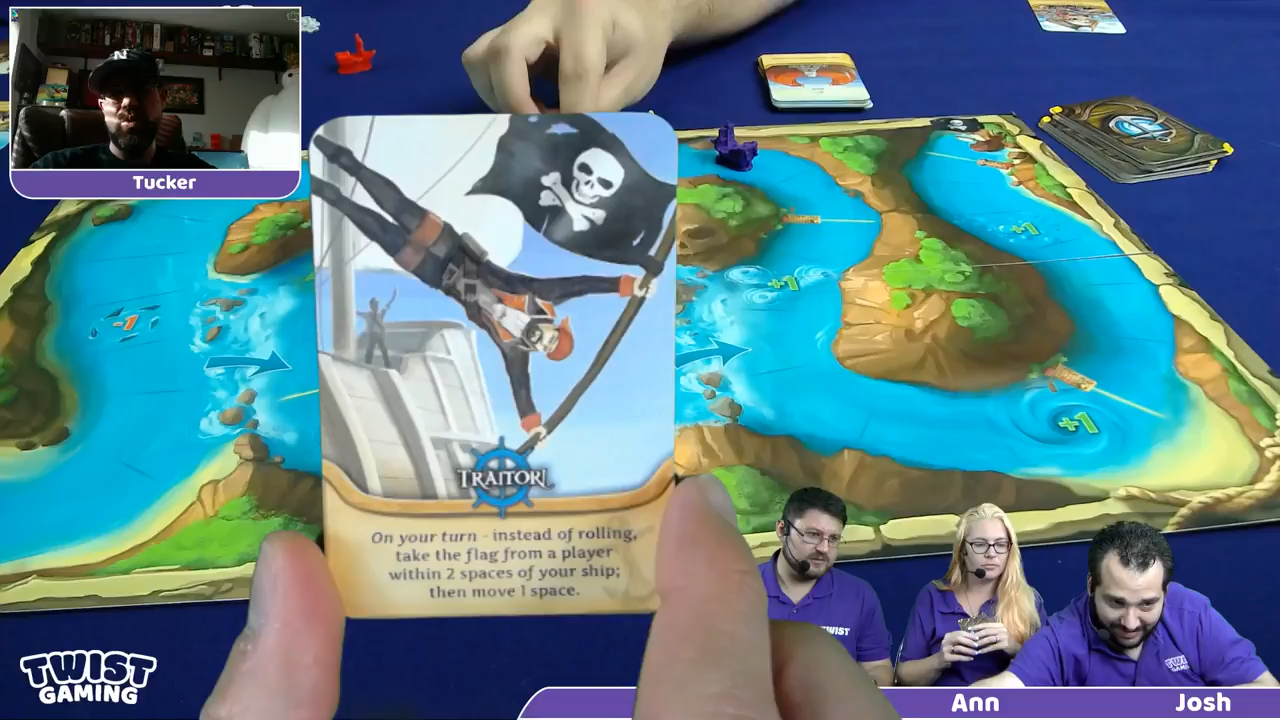 Tucker
-1
+1
+1
+1
TRAITOR!
On your turn - instead of rolling,
take the flag from a player
within 2 spaces of your ship;
then move 1 space.
TWIST
GAMING
TWIST
Ann
Josh